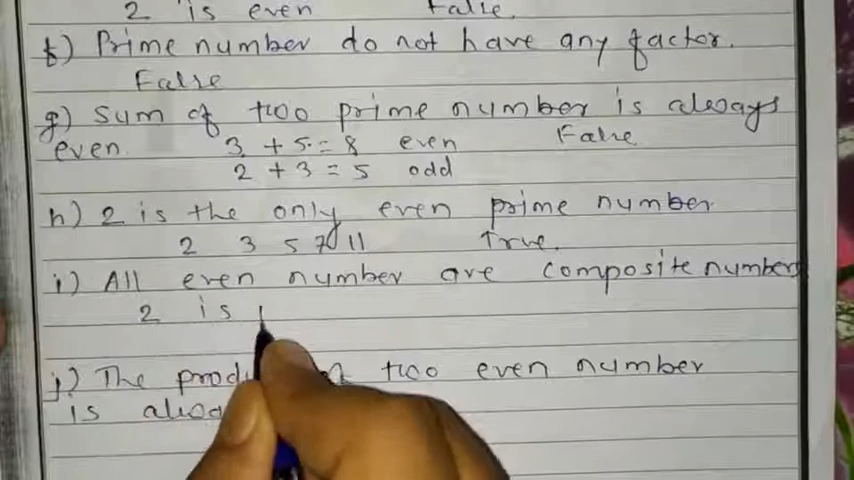 2 is even False.
f) Prime number do not have any factor.
False
g) Sum of two prime number is always
even. 3 + 5 = 8 even False
2 + 3 = 5 odd
h) 2 is the only even prime number
2 3 5 7 11 True.
i) All even number are composite numbers
2 is
j) The two even number
is